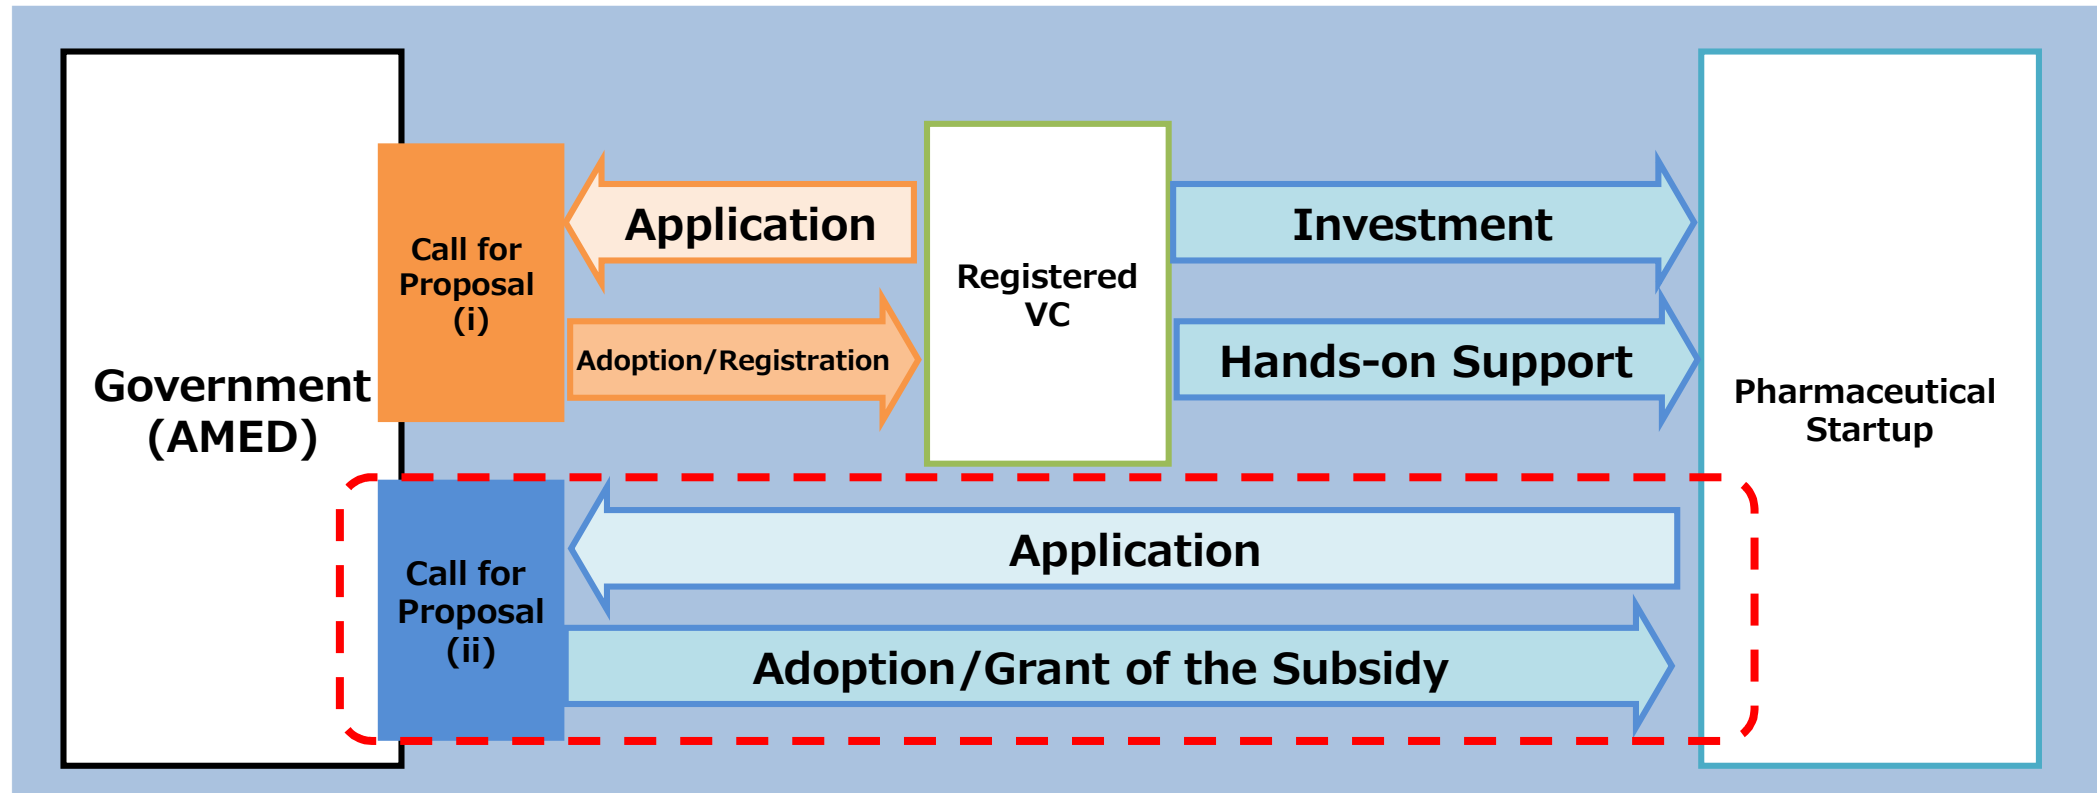 Government
(AMED)
Call for
Proposal
(i)
Application
Adoption/Registration
Registered
VC
Investment
Hands-on Support
Pharmaceutical
Startup
Call for
Proposal
(ii)
Application
Adoption/Grant of the Subsidy